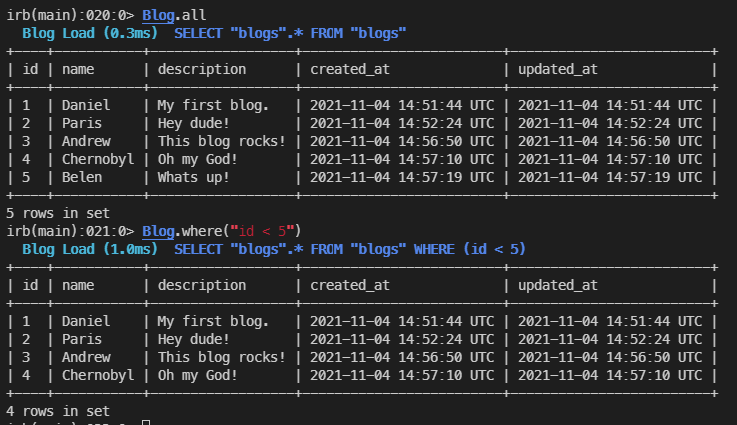 irb(main):020:0> Blog.all
  Blog Load (0.3ms)  SELECT "blogs".* FROM "blogs"
+----+-----------+-----------------+-------------------------+-------------------------+
| id | name      | description     | created_at              | updated_at              |
+----+-----------+-----------------+-------------------------+-------------------------+
| 1  | Daniel    | My first blog.  | 2021-11-04 14:51:44 UTC | 2021-11-04 14:51:44 UTC |
| 2  | Paris     | Hey dude!       | 2021-11-04 14:52:24 UTC | 2021-11-04 14:52:24 UTC |
| 3  | Andrew    | This blog rocks! | 2021-11-04 14:56:50 UTC | 2021-11-04 14:56:50 UTC |
| 4  | Chernobyl | Oh my God!      | 2021-11-04 14:57:10 UTC | 2021-11-04 14:57:10 UTC |
| 5  | Belen     | Whats up!       | 2021-11-04 14:57:19 UTC | 2021-11-04 14:57:19 UTC |
+----+-----------+-----------------+-------------------------+-------------------------+
5 rows in set
irb(main):021:0> Blog.where("id < 5")
  Blog Load (1.0ms)  SELECT "blogs".* FROM "blogs" WHERE (id < 5)
+----+-----------+-----------------+-------------------------+-------------------------+
| id | name      | description     | created_at              | updated_at              |
+----+-----------+-----------------+-------------------------+-------------------------+
| 1  | Daniel    | My first blog.  | 2021-11-04 14:51:44 UTC | 2021-11-04 14:51:44 UTC |
| 2  | Paris     | Hey dude!       | 2021-11-04 14:52:24 UTC | 2021-11-04 14:52:24 UTC |
| 3  | Andrew    | This blog rocks! | 2021-11-04 14:56:50 UTC | 2021-11-04 14:56:50 UTC |
| 4  | Chernobyl | Oh my God!      | 2021-11-04 14:57:10 UTC | 2021-11-04 14:57:10 UTC |
+----+-----------+-----------------+-------------------------+-------------------------+
4 rows in set